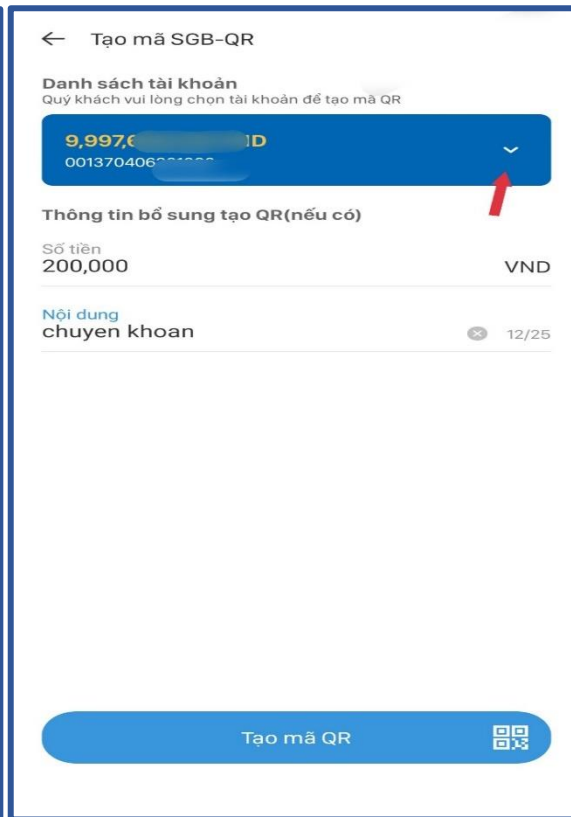 Tạo mã SGB-QR
Danh sách tài khoản
Quý khách vui lòng chọn tài khoản để tạo mã QR
Thông tin bổ sung tạo QR(nếu có)
Số tiền
200,000 VND
Nội dung
chuyen khoan 12/25
Tạo mã QR